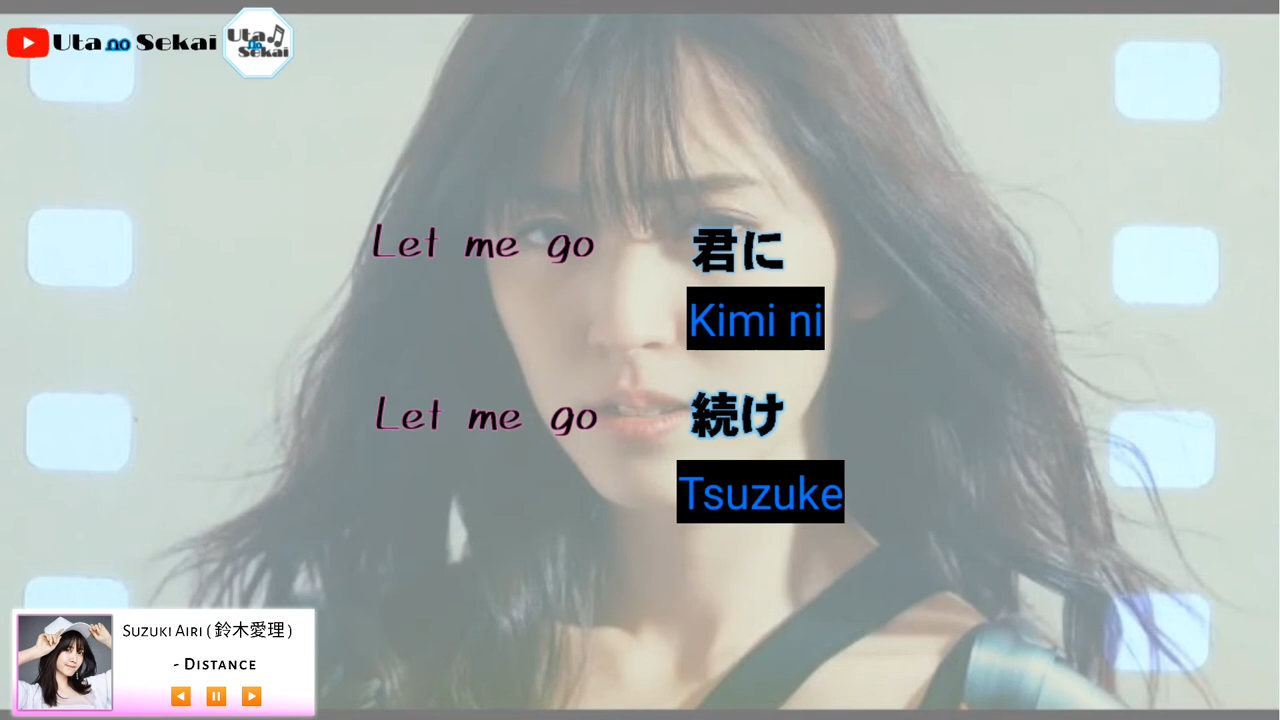 Uta no Sekai
Uta no Sekai
Let me go 君に
Kimi ni
Let me go 続け
Tsuzuke
Suzuki Airi (鈴木愛理)
- Distance